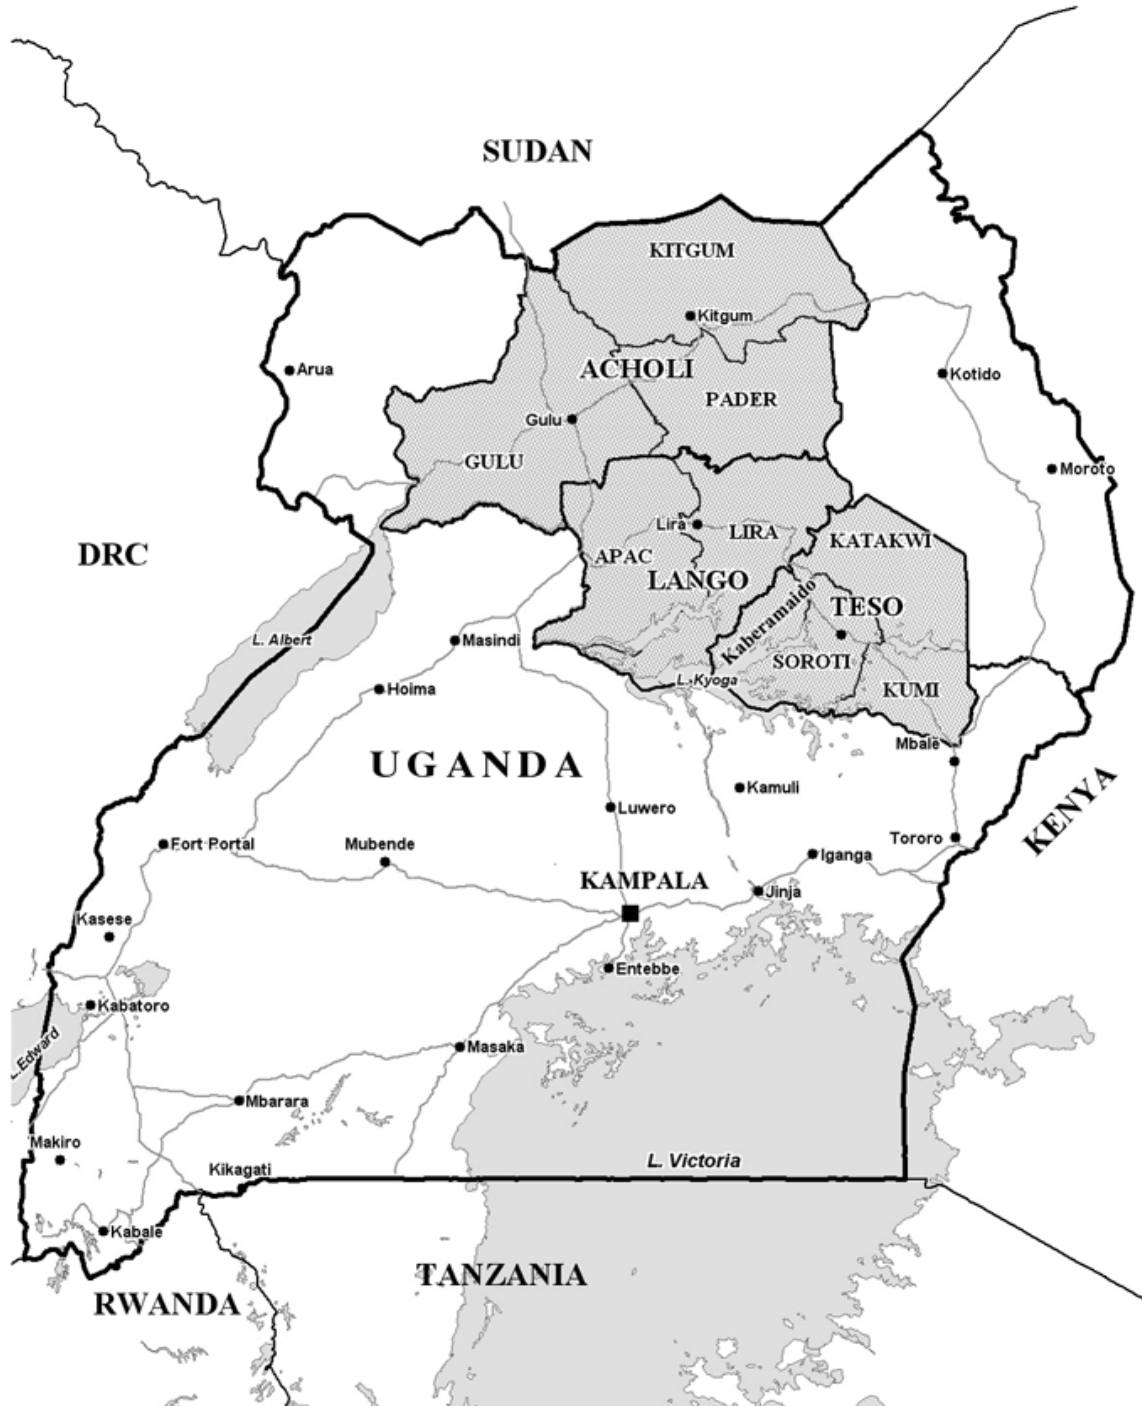 SUDAN
KITGUM
Kitgum
Arua
ACHOLI
Kotido
PADER
Gulu
GULU
Moroto
Lira
LIRA
KATAKWI
DRC
APAC
LANGO
Kaberamaido
TESO
L. Albert
Masindi
SOROTI
L. Kyoga
Hoima
KUMI
Mbale
UGANDA
Kamuli
Luwero
KENYA
Fort Portal
Mubende
Tororo
Iganga
KAMPALA
Jinja
Kasese
Entebbe
Kabatoro
L.Edward
Masaka
Mbarara
Makiro
Kikagati
L. Victoria
Kabale
TANZANIA
RWANDA